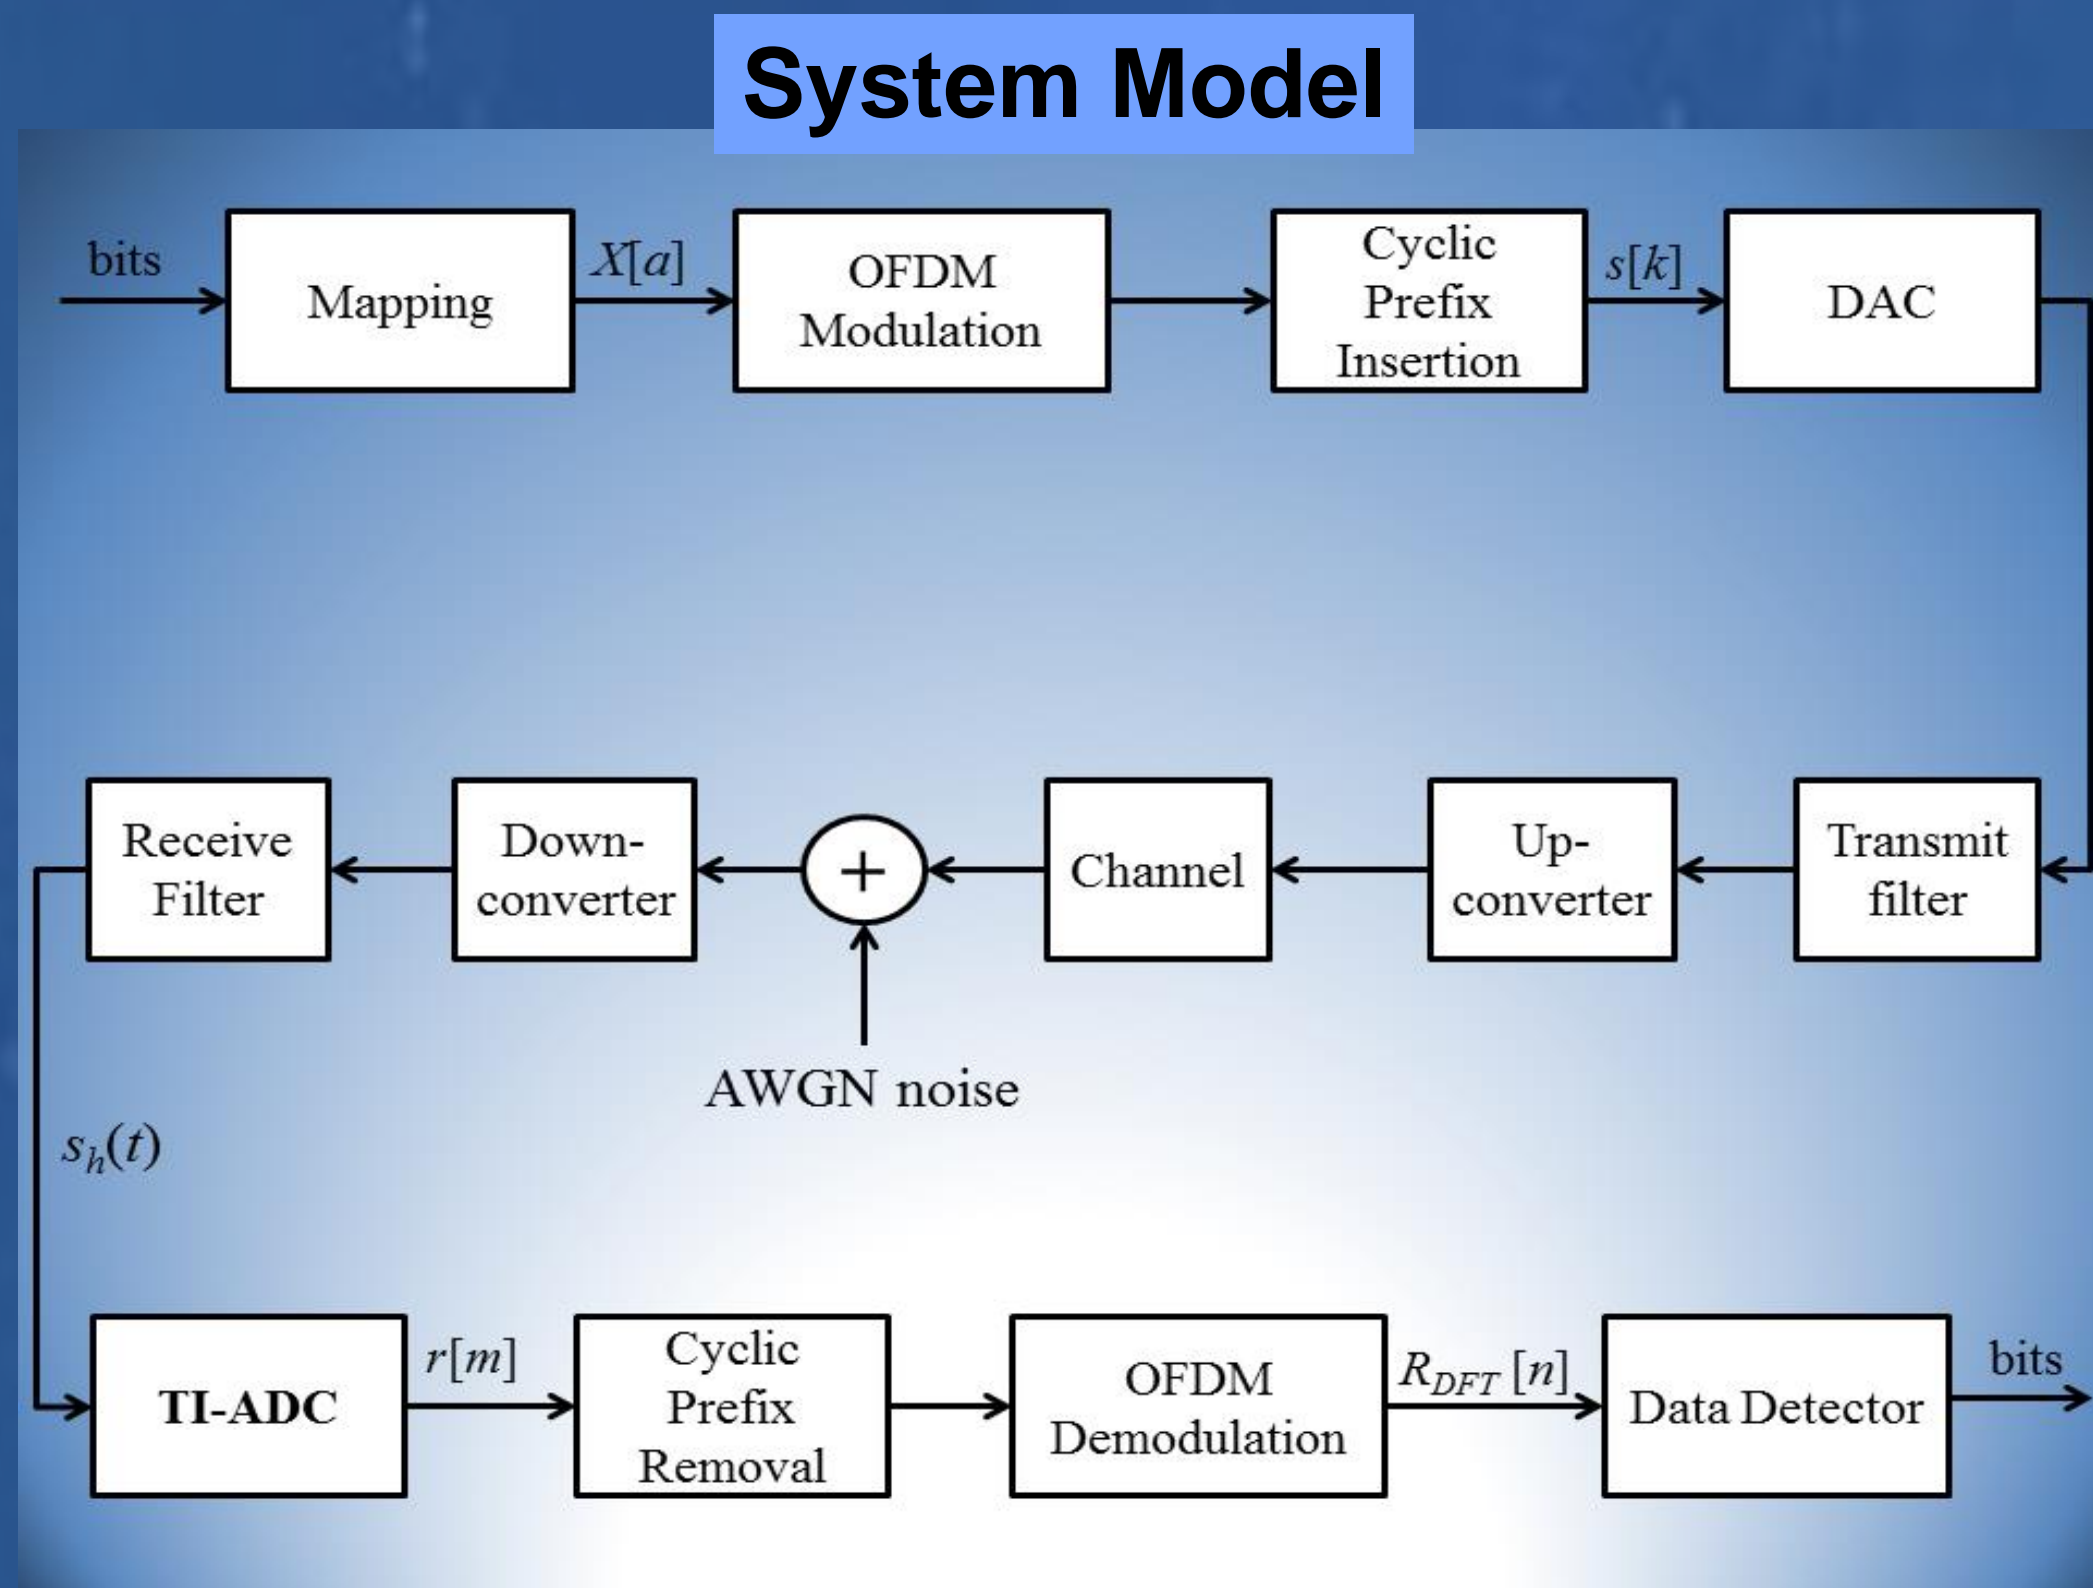 System Model
bits
Mapping
X[a]
OFDM
Modulation
Cyclic
Prefix
Insertion
s[k]
DAC
Receive
Filter
Down-
converter
+
Channel
Up-
converter
Transmit
filter
AWGN noise
s_h(t)
TI-ADC
r[m]
Cyclic
Prefix
Removal
OFDM
Demodulation
R_DFT [n]
Data Detector
bits